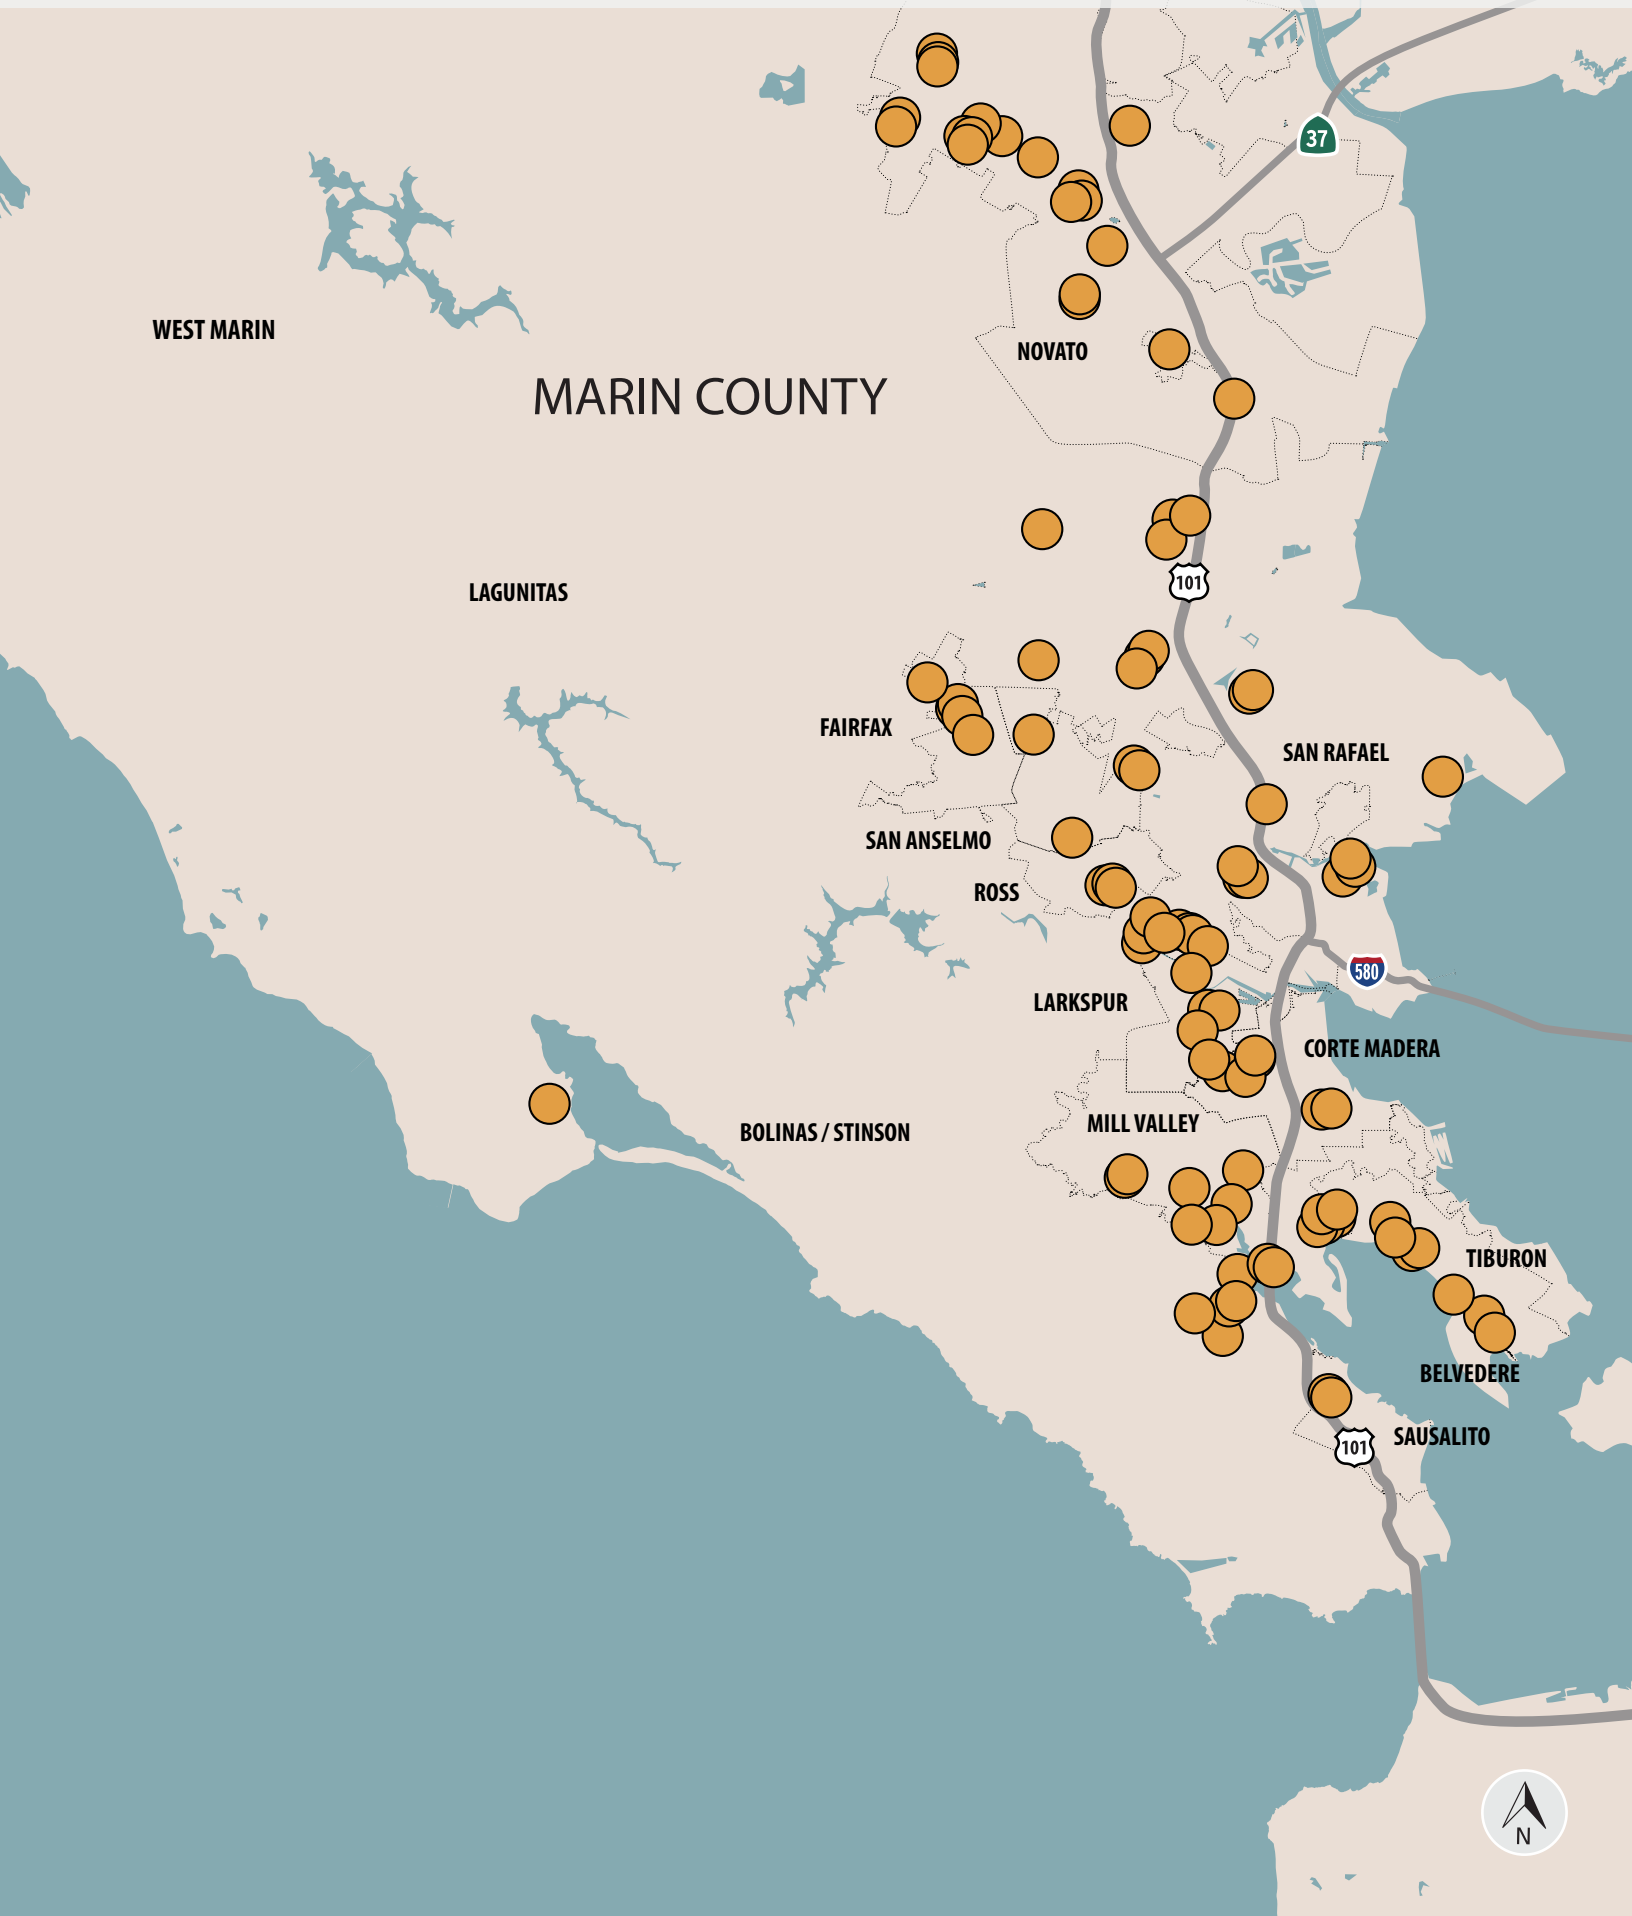 37
WEST MARIN
NOVATO
MARIN COUNTY
101
LAGUNITAS
FAIRFAX
SAN RAFAEL
SAN ANSELMO
ROSS
580
LARKSPUR
CORTE MADERA
MILL VALLEY
BOLINAS / STINSON
TIBURON
BELVEDERE
SAUSALITO
101
N